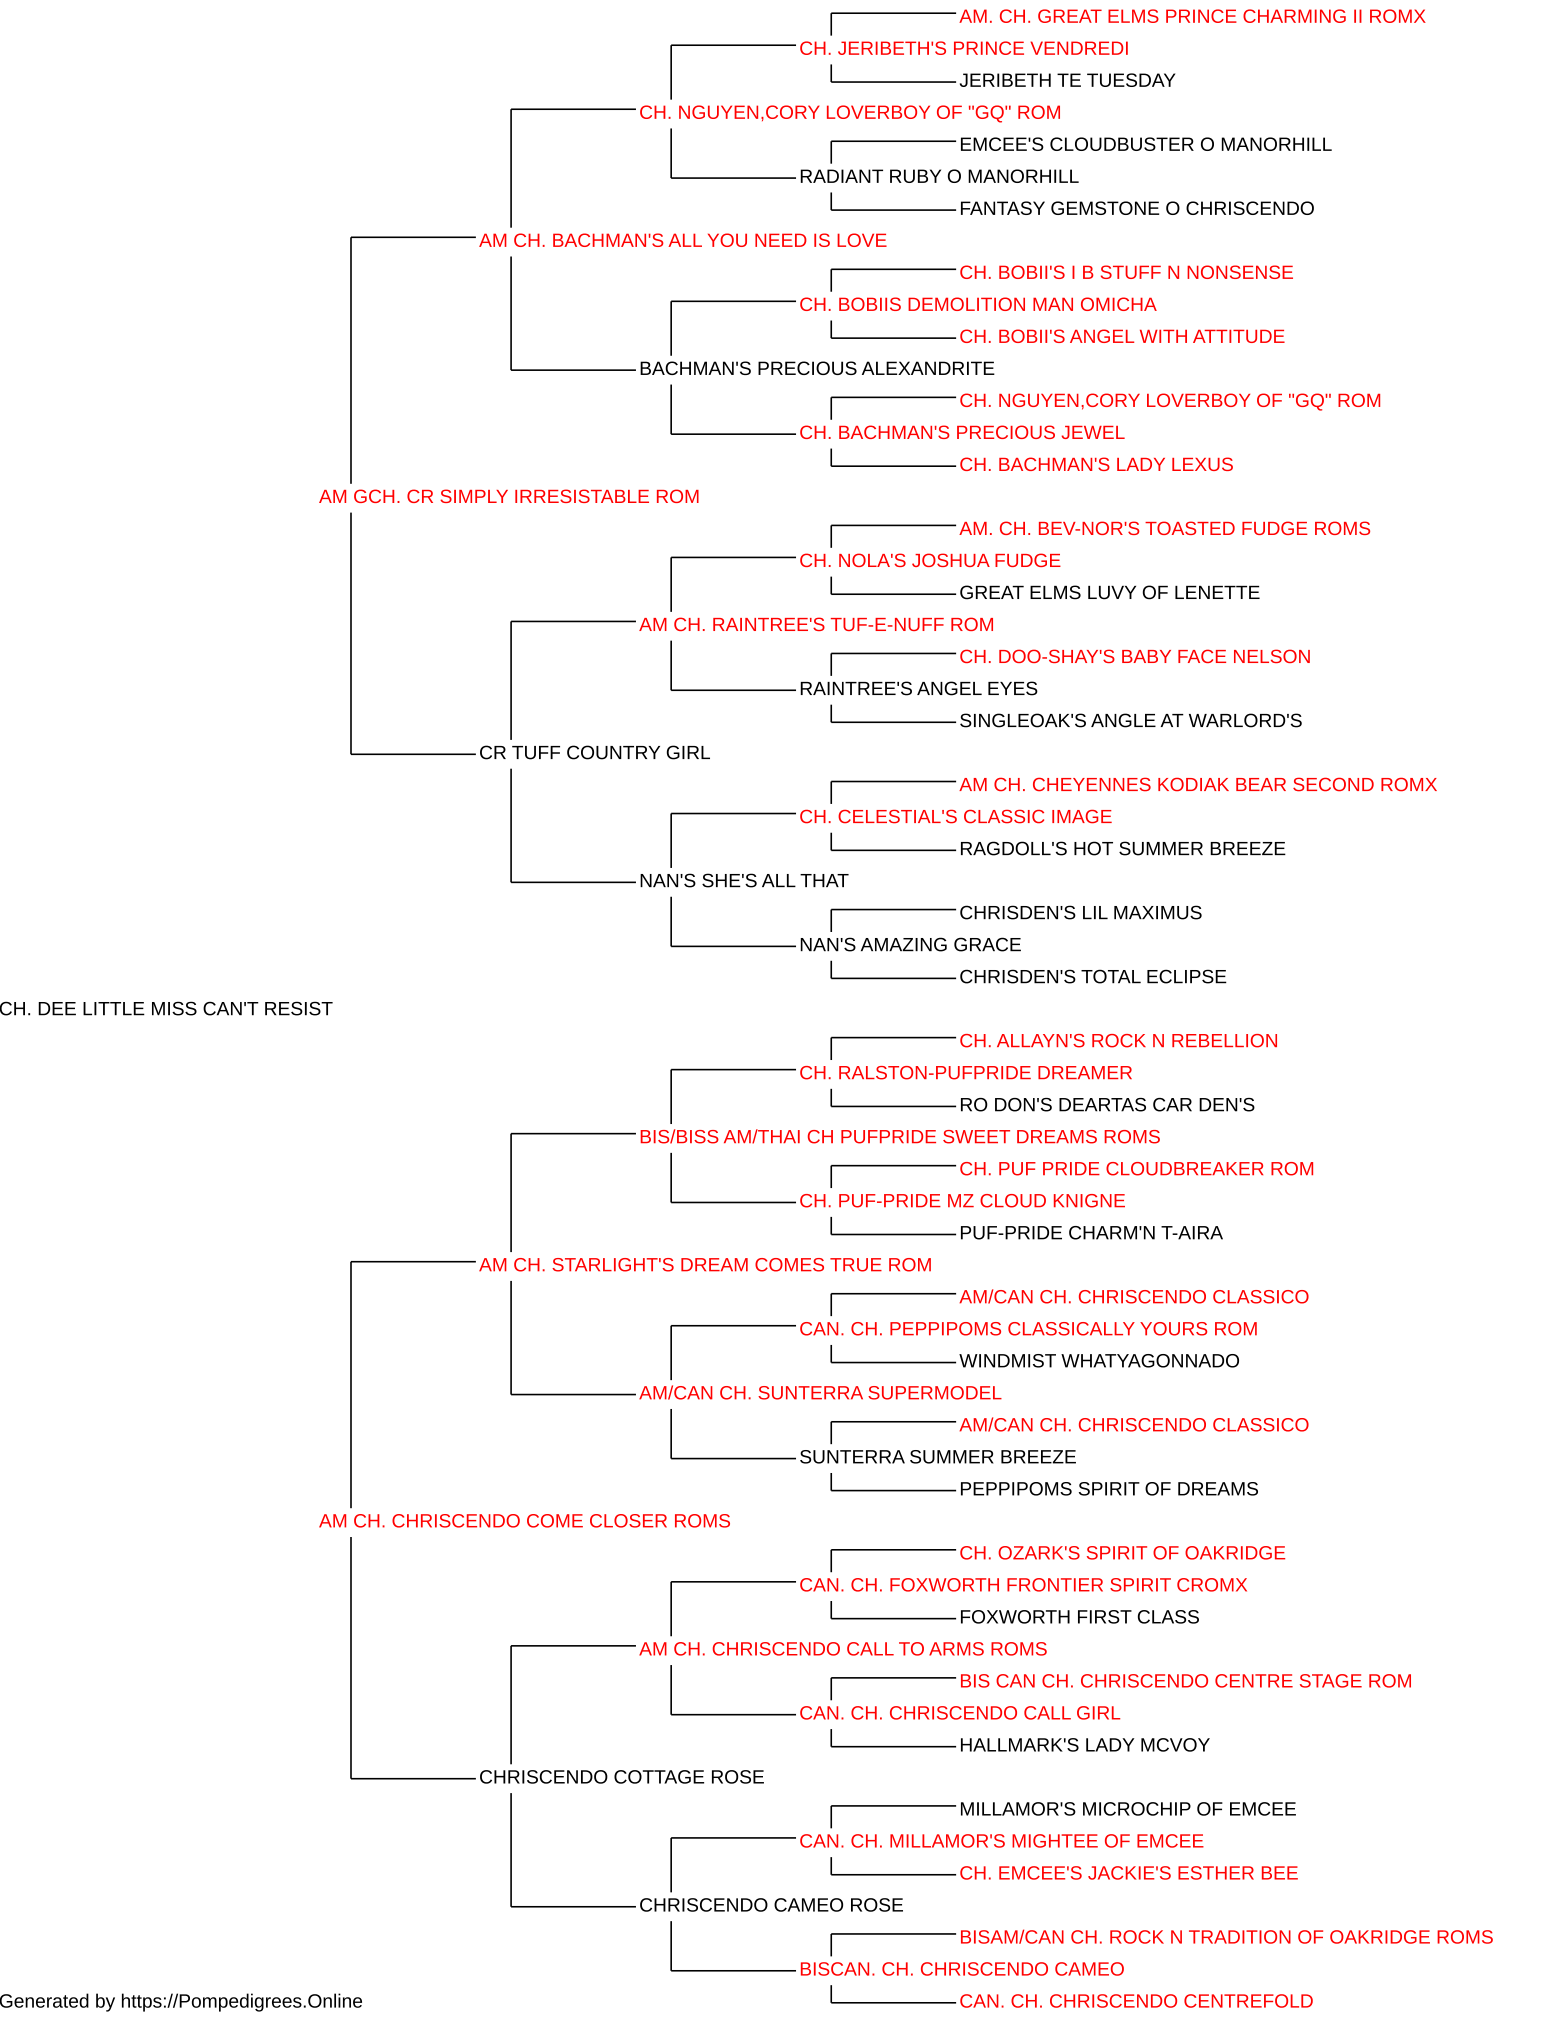 AM. CH. GREAT ELMS PRINCE CHARMING II ROMX
CH. JERIBETH'S PRINCE VENDREDI
JERIBETH TE TUESDAY
CH. NGUYEN,CORY LOVERBOY OF "GQ" ROM
EMCEE'S CLOUDBUSTER O MANORHILL
RADIANT RUBY O MANORHILL
FANTASY GEMSTONE O CHRISCENDO
AM CH. BACHMAN'S ALL YOU NEED IS LOVE
CH. BOBII'S I B STUFF N NONSENSE
CH. BOBIIS DEMOLITION MAN OMICHA
CH. BOBII'S ANGEL WITH ATTITUDE
BACHMAN'S PRECIOUS ALEXANDRITE
CH. NGUYEN,CORY LOVERBOY OF "GQ" ROM
CH. BACHMAN'S PRECIOUS JEWEL
CH. BACHMAN'S LADY LEXUS
AM GCH. CR SIMPLY IRRESISTABLE ROM
AM. CH. BEV-NOR'S TOASTED FUDGE ROMS
CH. NOLA'S JOSHUA FUDGE
GREAT ELMS LUVY OF LENETTE
AM CH. RAINTREE'S TUF-E-NUFF ROM
CH. DOO-SHAY'S BABY FACE NELSON
RAINTREE'S ANGEL EYES
SINGLEOAK'S ANGLE AT WARLORD'S
CR TUFF COUNTRY GIRL
AM CH. CHEYENNES KODIAK BEAR SECOND ROMX
CH. CELESTIAL'S CLASSIC IMAGE
RAGDOLL'S HOT SUMMER BREEZE
NAN'S SHE'S ALL THAT
CHRISDEN'S LIL MAXIMUS
NAN'S AMAZING GRACE
CHRISDEN'S TOTAL ECLIPSE
CH. DEE LITTLE MISS CAN'T RESIST
CH. ALLAYN'S ROCK N REBELLION
CH. RALSTON-PUFPRIDE DREAMER
RO DON'S DEARTAS CAR DEN'S
BIS/BISS AM/THAI CH PUFPRIDE SWEET DREAMS ROMS
CH. PUF PRIDE CLOUDBREAKER ROM
CH. PUF-PRIDE MZ CLOUD KNIGNE
PUF-PRIDE CHARM'N T-AIRA
AM CH. STARLIGHT'S DREAM COMES TRUE ROM
AM/CAN CH. CHRISCENDO CLASSICO
CAN. CH. PEPPIPOMS CLASSICALLY YOURS ROM
WINDMIST WHATYAGONNADO
AM/CAN CH. SUNTERRA SUPERMODEL
AM/CAN CH. CHRISCENDO CLASSICO
SUNTERRA SUMMER BREEZE
PEPPIPOMS SPIRIT OF DREAMS
AM CH. CHRISCENDO COME CLOSER ROMS
CH. OZARK'S SPIRIT OF OAKRIDGE
CAN. CH. FOXWORTH FRONTIER SPIRIT CROMX
FOXWORTH FIRST CLASS
AM CH. CHRISCENDO CALL TO ARMS ROMS
BIS CAN CH. CHRISCENDO CENTRE STAGE ROM
CAN. CH. CHRISCENDO CALL GIRL
HALLMARK'S LADY MCVOY
CHRISCENDO COTTAGE ROSE
MILLAMOR'S MICROCHIP OF EMCEE
CAN. CH. MILLAMOR'S MIGHTEE OF EMCEE
CH. EMCEE'S JACKIE'S ESTHER BEE
CHRISCENDO CAMEO ROSE
BISAM/CAN CH. ROCK N TRADITION OF OAKRIDGE ROMS
BISCAN. CH. CHRISCENDO CAMEO
CAN. CH. CHRISCENDO CENTREFOLD
Generated by https://Pompedigrees.Online